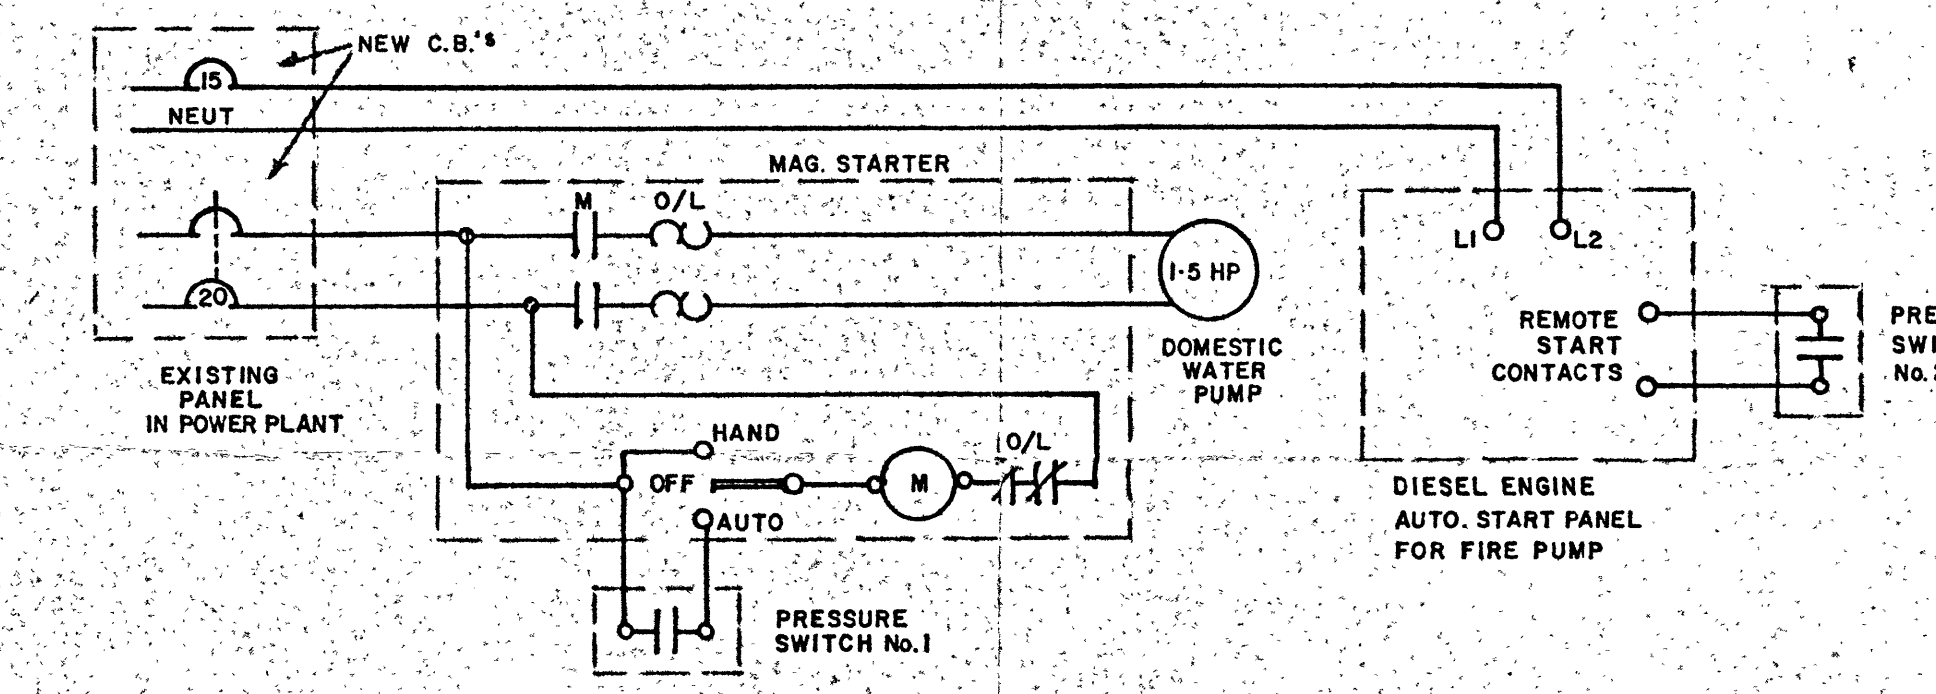 NEW C.B.'S
15
NEUT
MAG. STARTER
M
O/L
L1
L2
1.5 HP
20
REMOTE
START
CONTACTS
PRE
SWI
No.
DOMESTIC
WATER
PUMP
EXISTING
PANEL
IN POWER PLANT
HAND
O/L
OFF
M
AUTO
DIESEL ENGINE
AUTO. START PANEL
FOR FIRE PUMP
PRESSURE
SWITCH No.1